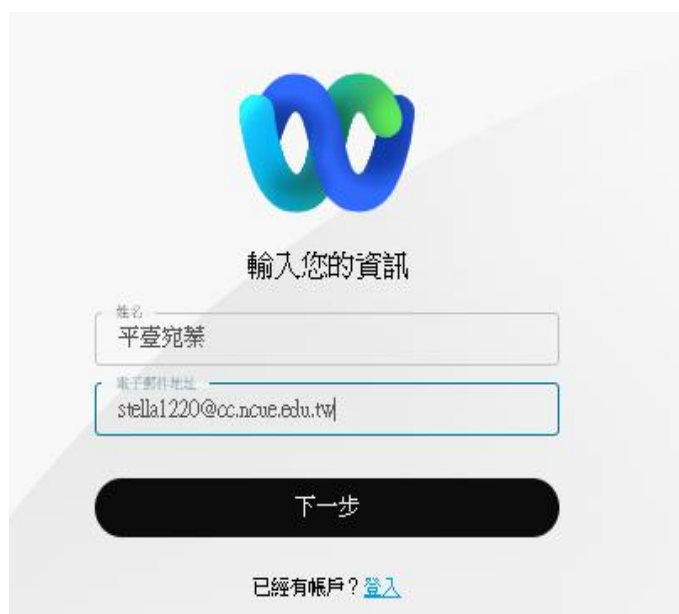 輸入您的資訊
姓名
平臺宛蓁
電子郵件地址
stella1220@cc.ncue.edu.tw
下一步
已經有帳戶？登入